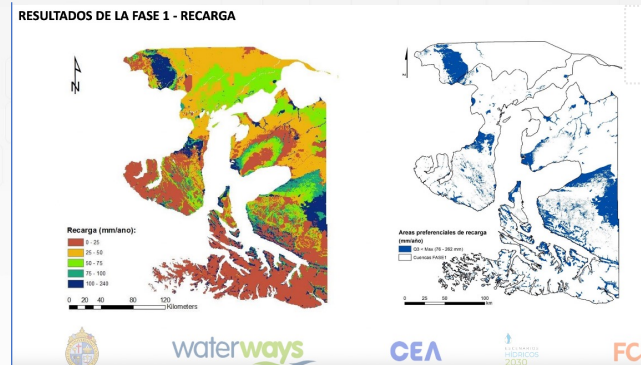 RESULTADOS DE LA FASE 1 - RECARGA
N
Recarga (mm/ano):
0 - 25
25 - 50
50 - 75
75 - 100
100 - 240
0 20 40 80 120
Kilometers
Areas preferenciales de recarga
(mm/año)
Q3 - Max (76 - 262 mm)
Cuencas FASE1
0 25 50 100
km
waterways
CEA
HÍDRICOS
2030
FC